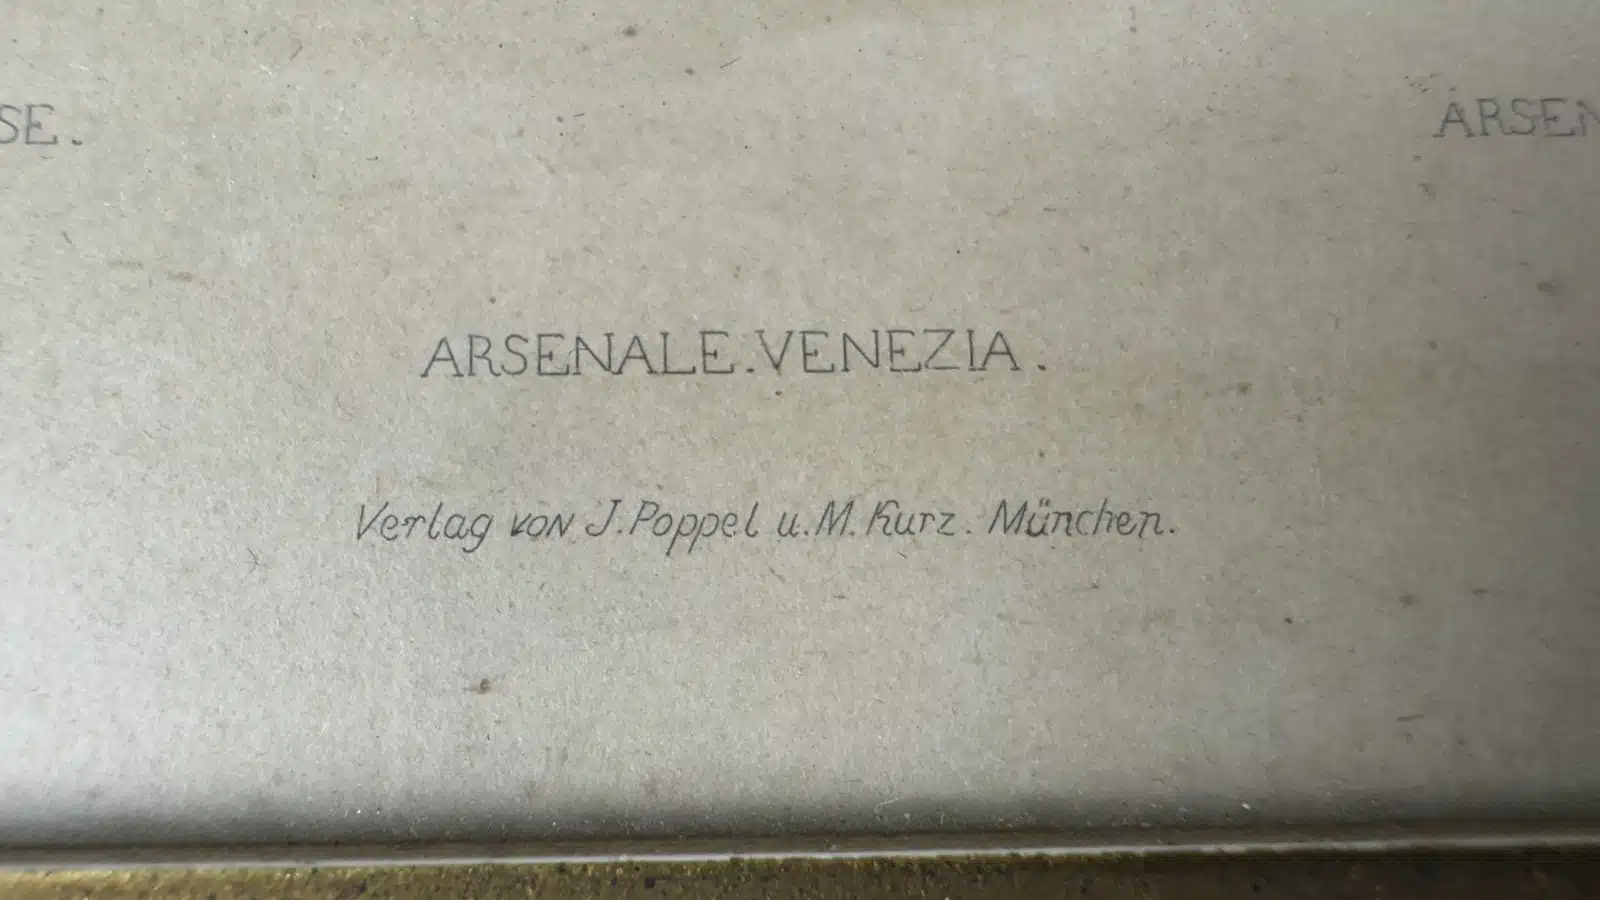 SE. ARSEN
ARSENALE.VENEZIA.
Verlag von J.Poppel u.M.Kurz. München.